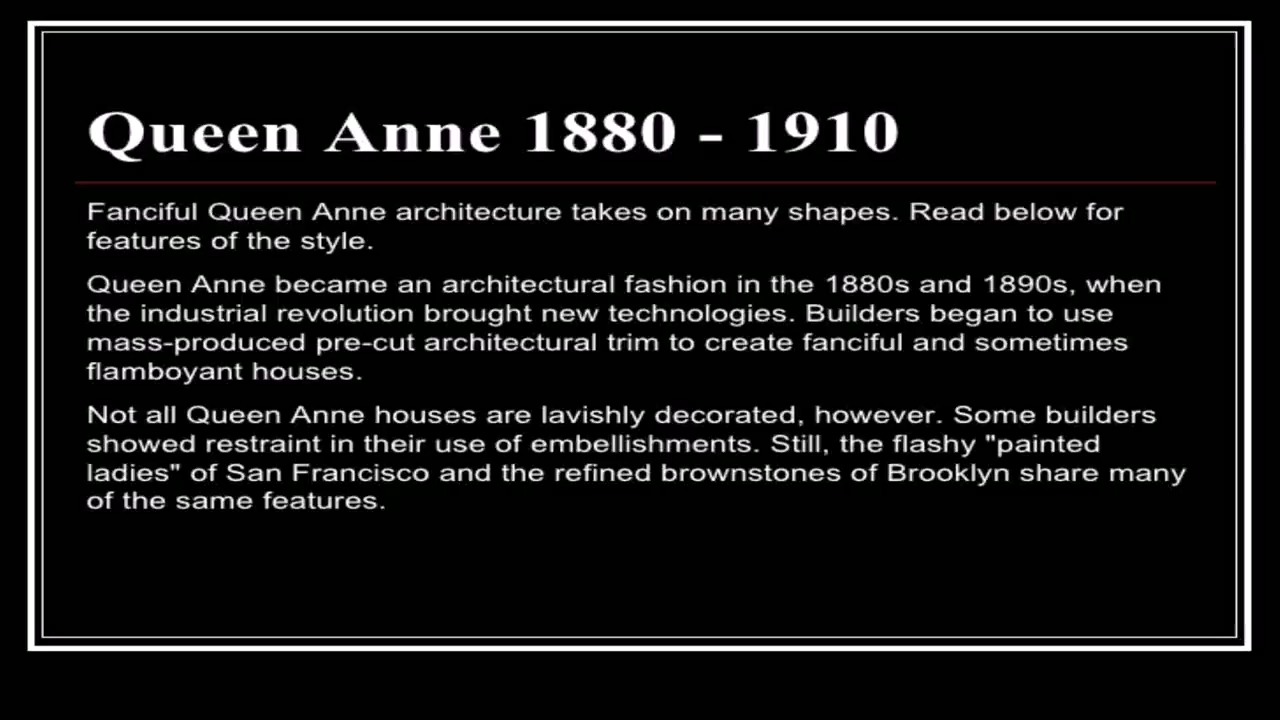 Queen Anne 1880 - 1910
Fanciful Queen Anne architecture takes on many shapes. Read below for
features of the style.
Queen Anne became an architectural fashion in the 1880s and 1890s, when
the industrial revolution brought new technologies. Builders began to use
mass-produced pre-cut architectural trim to create fanciful and sometimes
flamboyant houses.
Not all Queen Anne houses are lavishly decorated, however. Some builders
showed restraint in their use of embellishments. Still, the flashy "painted
ladies" of San Francisco and the refined brownstones of Brooklyn share many
of the same features.